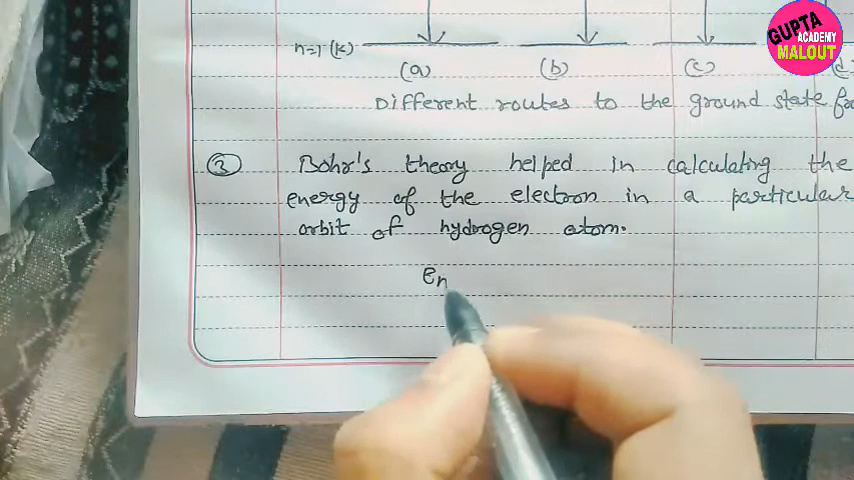 GUPTA
ACADEMY
MALOUT
n=1 (K)
(a) (b) (c)
Different routes to the ground state
③ Bohr's theory helped in calculating the
energy of the electron in a particular
orbit of hydrogen atom.
En